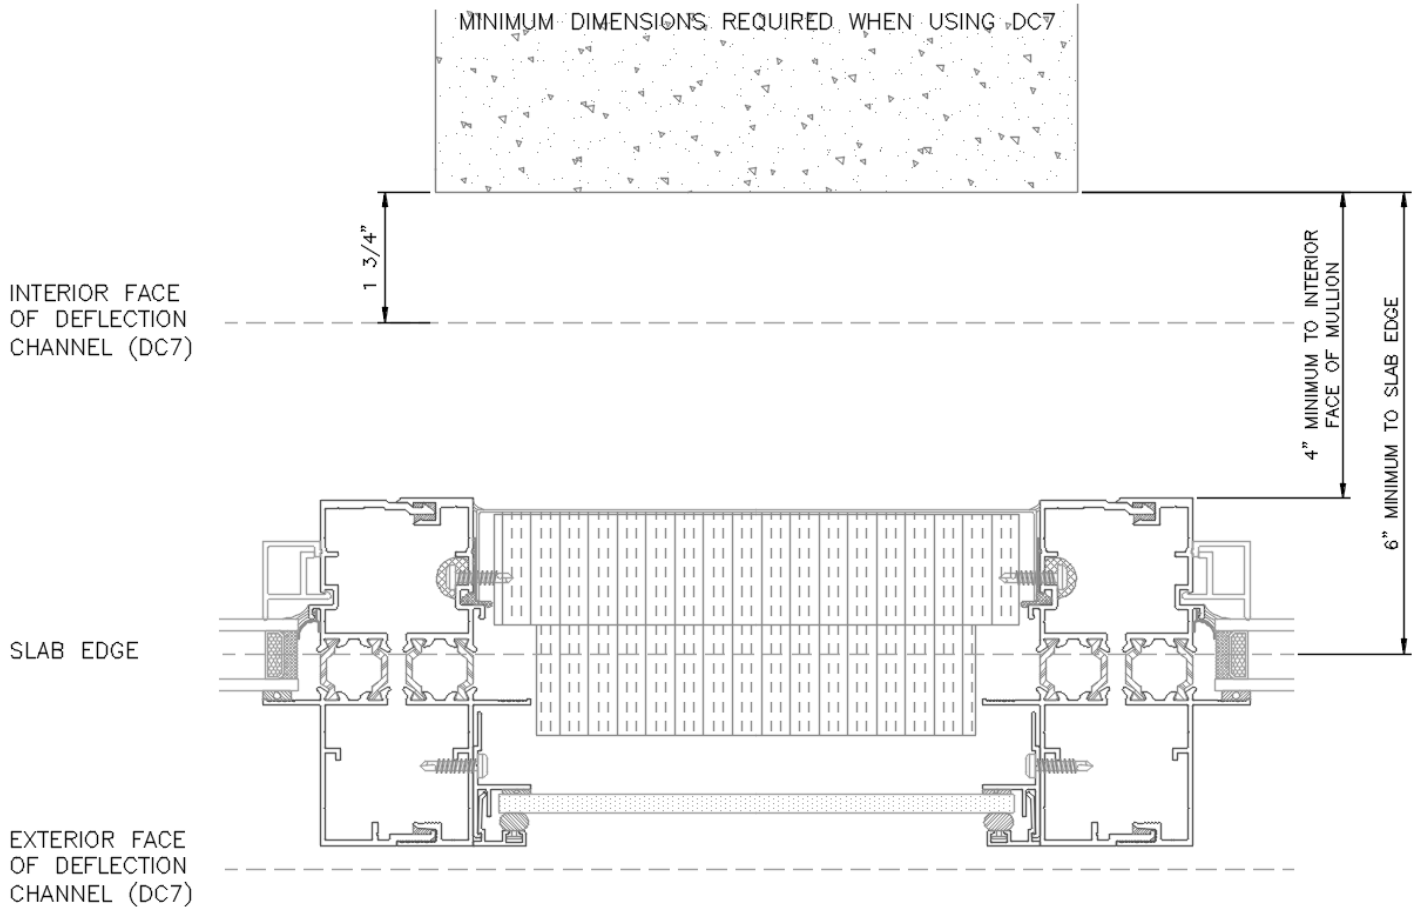 MINIMUM DIMENSIONS REQUIRED WHEN USING DC7
1 3/4"
INTERIOR FACE
OF DEFLECTION
CHANNEL (DC7)
4" MINIMUM TO INTERIOR
FACE OF MULLION
6" MINIMUM TO SLAB EDGE
SLAB EDGE
EXTERIOR FACE
OF DEFLECTION
CHANNEL (DC7)